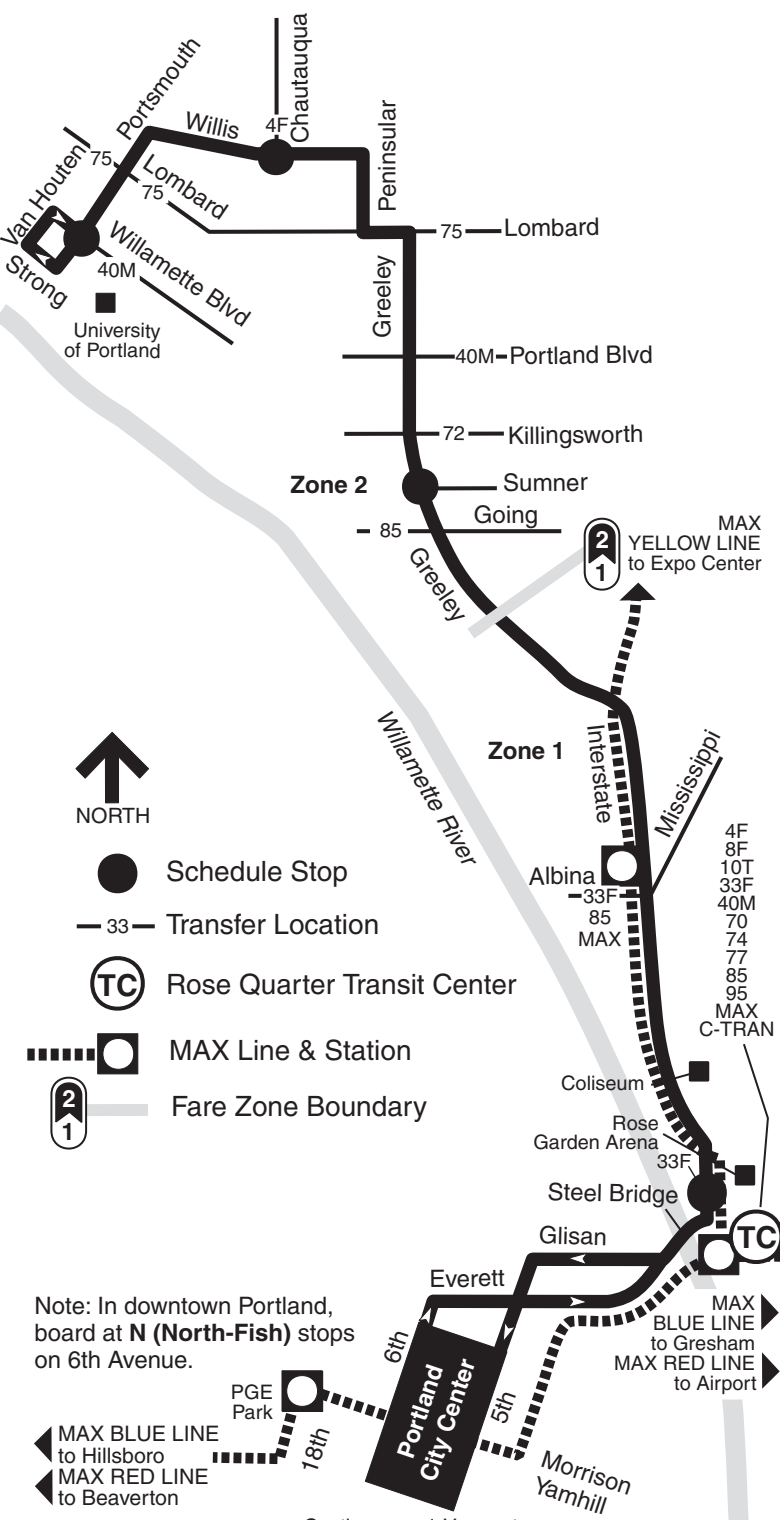 Portsmouth
Willis
4F
Chautauqua
Peninsular
75
75
Lombard
Van Houten
Strong
Willamette Blvd
40M
75
Lombard
University
of Portland
Greeley
40M
Portland Blvd
72
Killingsworth
Zone 2
Sumner
85
Going
Greeley
2
1
MAX
YELLOW LINE
to Expo Center
Willamette River
Zone 1
Interstate
Mississippi
NORTH
Schedule Stop
33
Transfer Location
TC
Rose Quarter Transit Center
MAX Line & Station
2
1
Fare Zone Boundary
Albina
33F
85
MAX
4F
8F
10T
33F
40M
70
74
77
85
95
MAX
C-TRAN
Coliseum
Rose
Garden Arena
33F
Steel Bridge
TC
Glisan
Everett
Note: In downtown Portland,
board at N (North-Fish) stops
on 6th Avenue.
6th
5th
Portland
City Center
MAX
BLUE LINE
to Gresham
MAX RED LINE
to Airport
PGE
Park
18th
MAX BLUE LINE
to Hillsboro
MAX RED LINE
to Beaverton
Morrison
Yamhill